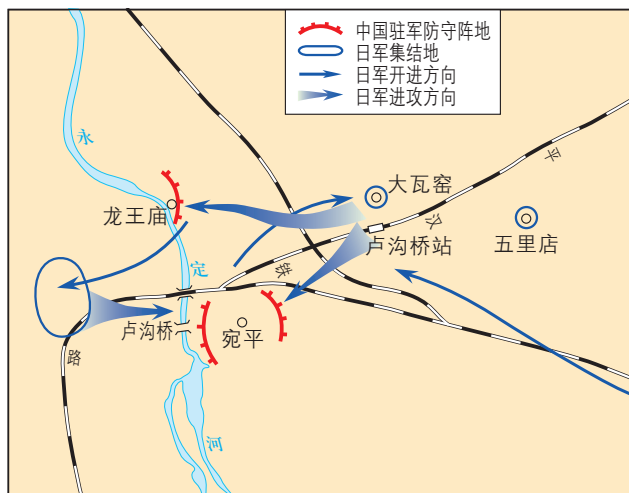 中国驻军防守阵地
日军集结地
日军开进方向
日军进攻方向
永
平
大瓦窑
龙王庙
汉
卢沟桥站
五里店
定
铁
卢沟桥
宛平
路
河